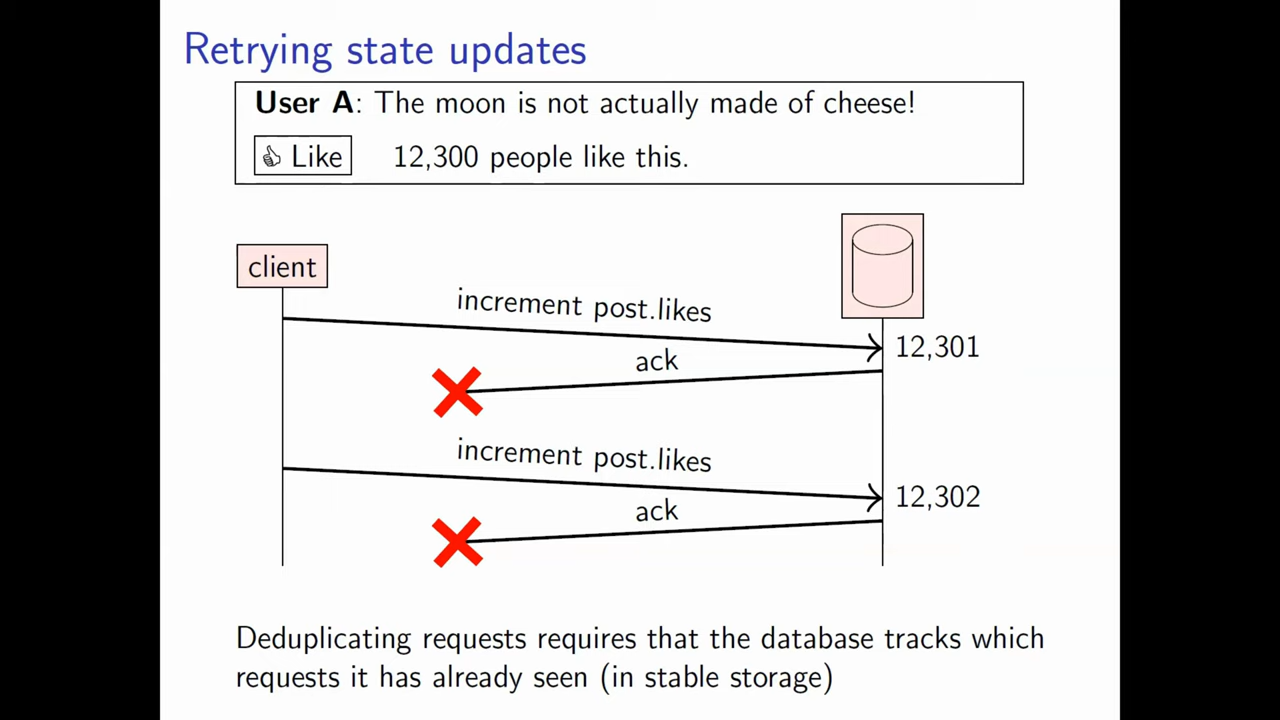 Retrying state updates
User A: The moon is not actually made of cheese!
Like 12,300 people like this.
client
increment post.likes
12,301
ack
increment post.likes
12,302
ack
Deduplicating requests requires that the database tracks which
requests it has already seen (in stable storage)